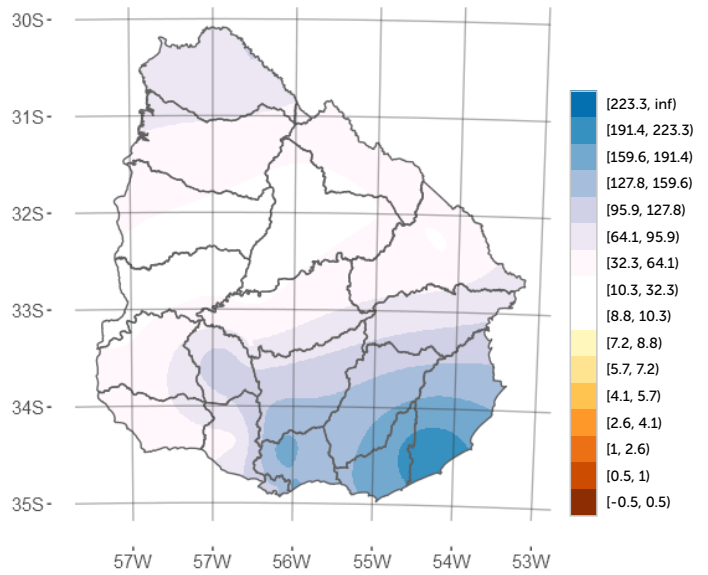 30S-
31S-
32S-
33S-
34S-
35S-
57W 57W 56W 55W 54W 53W
[223.3, inf)
[191.4, 223.3)
[159.6, 191.4)
[127.8, 159.6)
[95.9, 127.8)
[64.1, 95.9)
[32.3, 64.1)
[10.3, 32.3)
[8.8, 10.3)
[7.2, 8.8)
[5.7, 7.2)
[4.1, 5.7)
[2.6, 4.1)
[1, 2.6)
[0.5, 1)
[-0.5, 0.5)